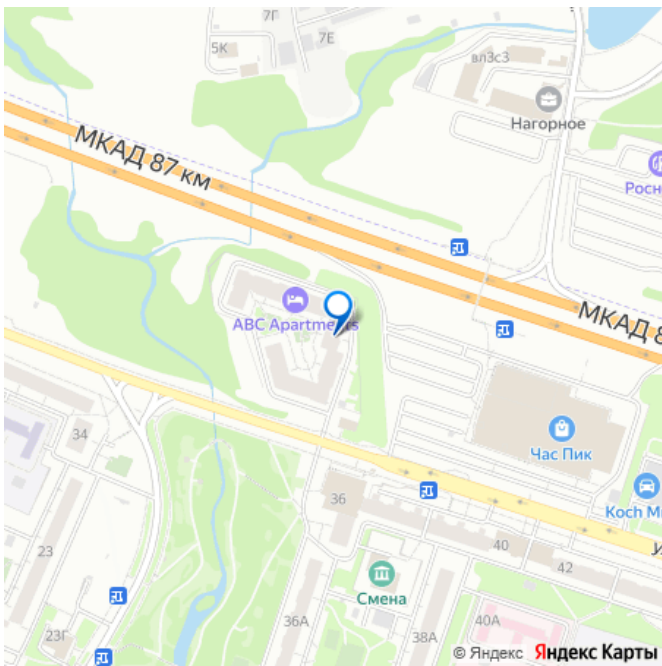 7Г
7Е
5К
вл3с3
Нагорное
Росн
МКАД 87 км
МКАД 8
ABC Apartments
Час Пик
34
Koch М
36
23
40
42
Смена
36А
38А
40А
23Г
© Яндекс Яндекс Карты